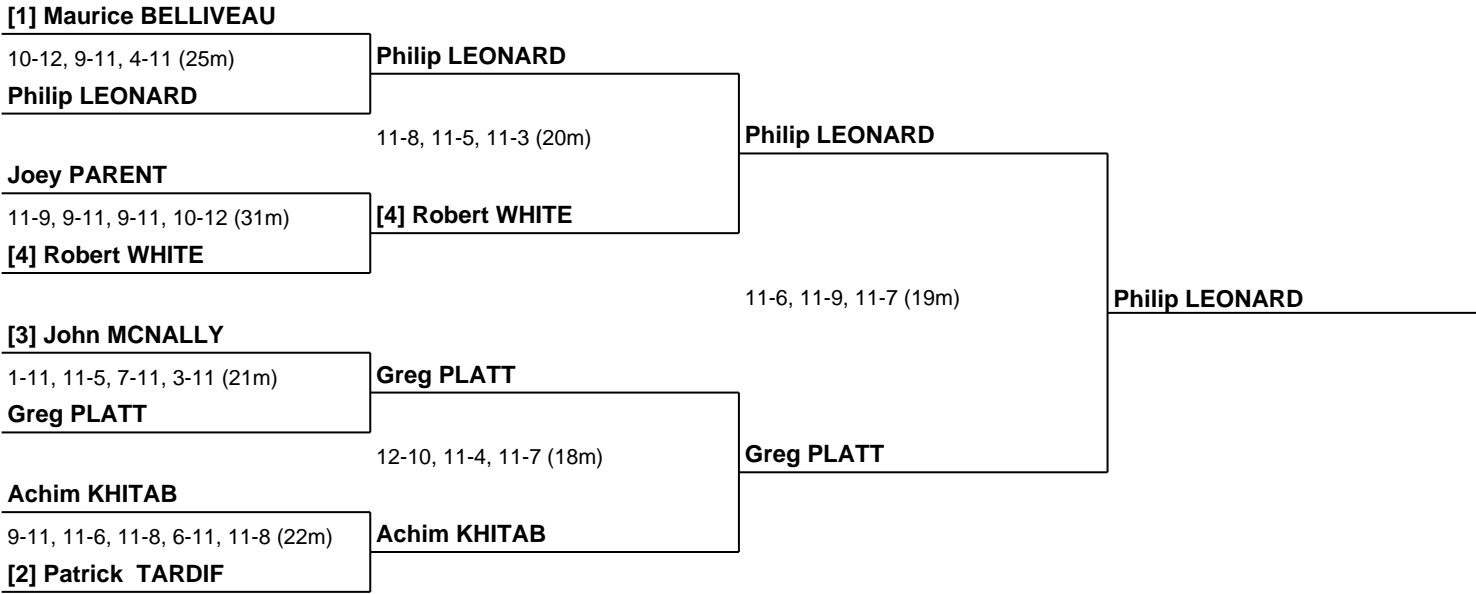 [1] Maurice BELLIVEAU
10-12, 9-11, 4-11 (25m)
Philip LEONARD
Philip LEONARD
11-8, 11-5, 11-3 (20m)
Philip LEONARD
Joey PARENT
11-9, 9-11, 9-11, 10-12 (31m)
[4] Robert WHITE
[4] Robert WHITE
11-6, 11-9, 11-7 (19m)
Philip LEONARD
[3] John MCNALLY
1-11, 11-5, 7-11, 3-11 (21m)
Greg PLATT
Greg PLATT
12-10, 11-4, 11-7 (18m)
Greg PLATT
Achim KHITAB
9-11, 11-6, 11-8, 6-11, 11-8 (22m)
Achim KHITAB
[2] Patrick  TARDIF